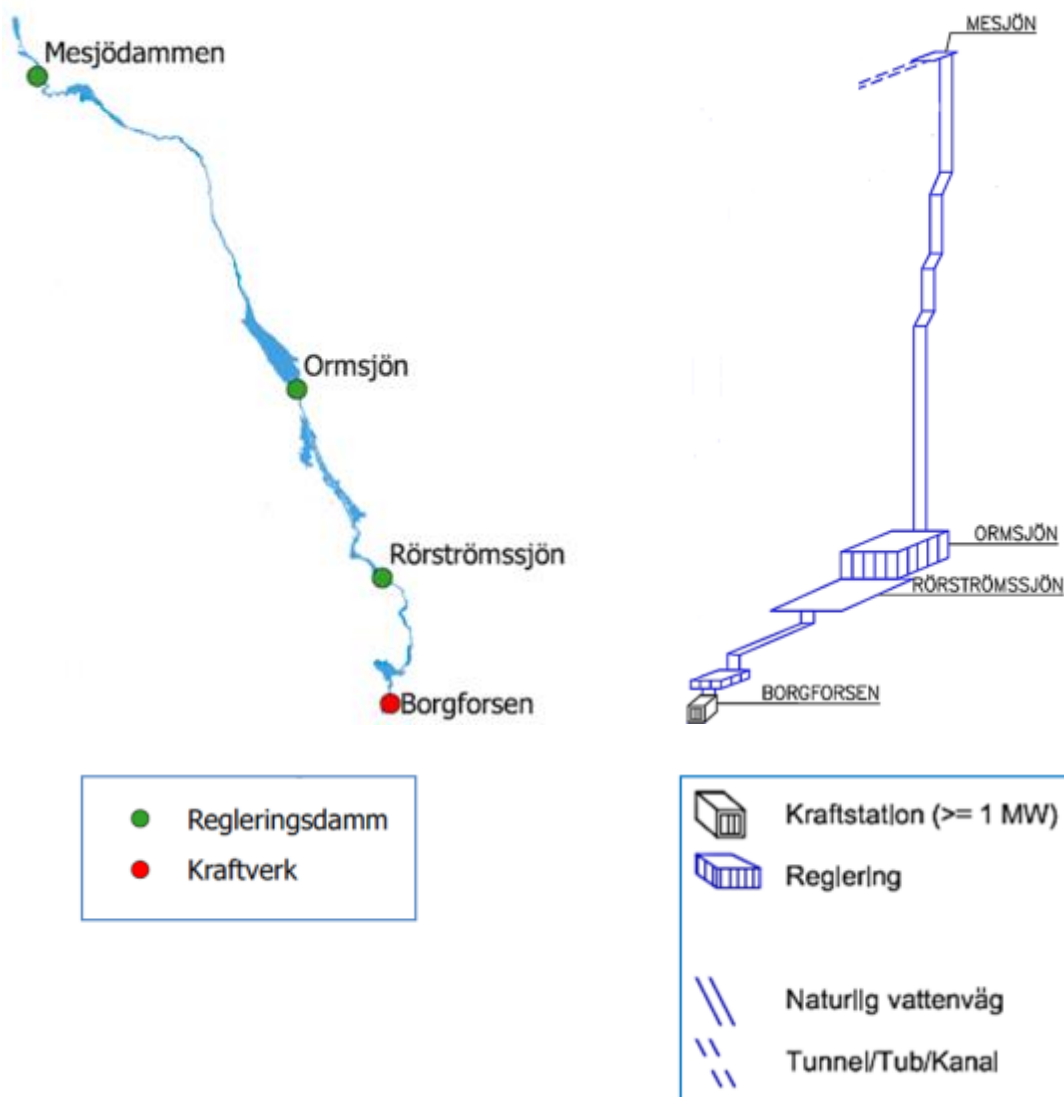 Mesjödammen
Ormsjön
Rörströmssjön
Borgforsen
Regleringsdamm
Kraftverk
MESJÖN
ORMSJÖN
RÖRSTRÖMSSJÖN
BORGFORSEN
Kraftstation (>= 1 MW)
Reglering
Naturlig vattenväg
Tunnel/Tub/Kanal